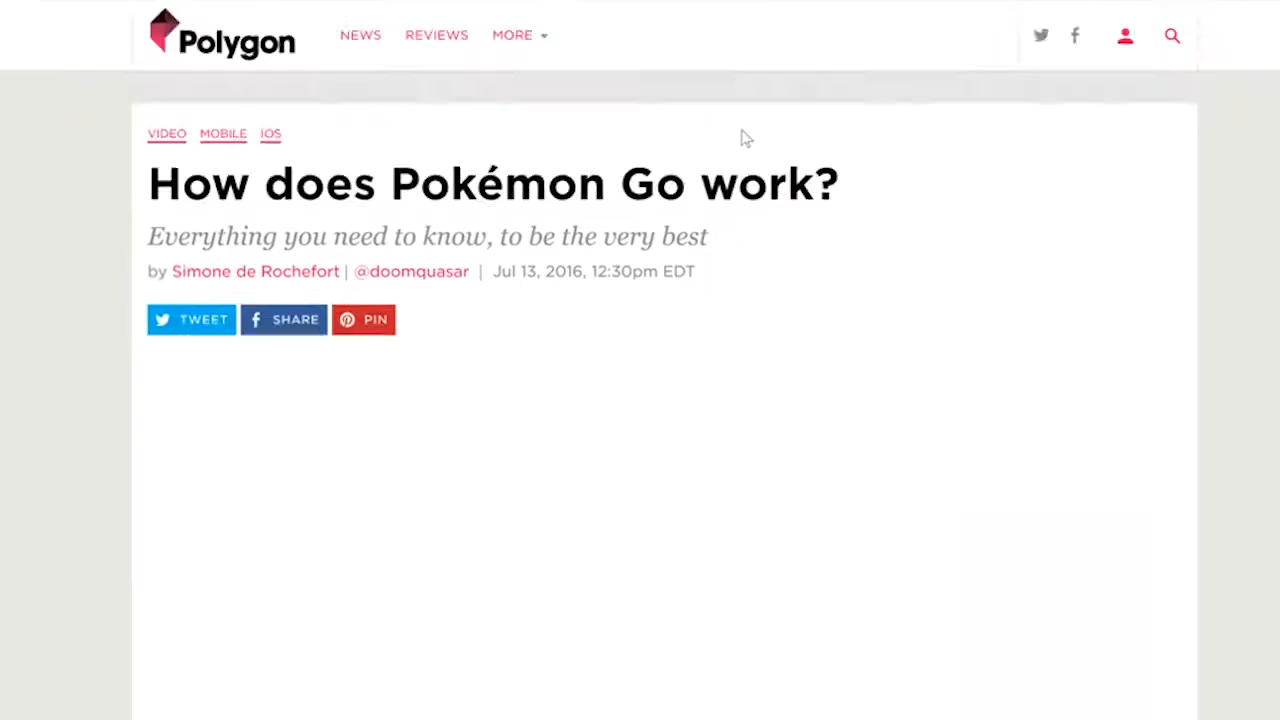 Polygon
NEWS REVIEWS MORE
VIDEO MOBILE IOS
How does Pokémon Go work?
Everything you need to know, to be the very best
by Simone de Rochefort | @doomquasar | Jul 13, 2016, 12:30pm EDT
TWEET SHARE PIN